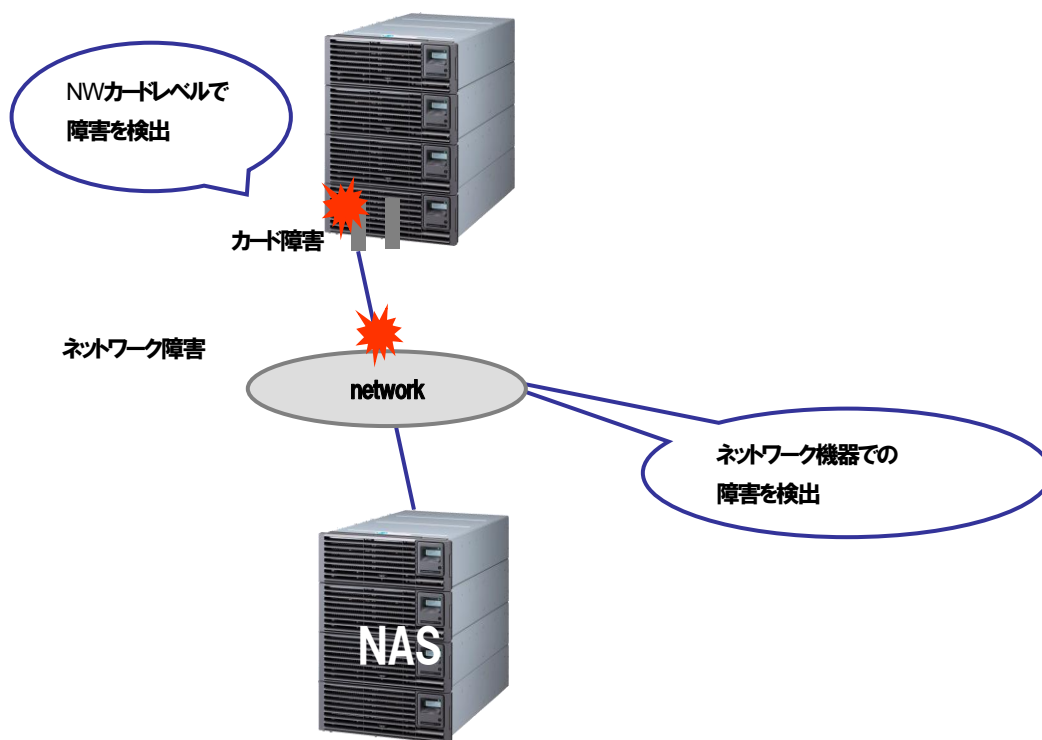 NWカードレベルで
障害を検出
カード障害
ネットワーク障害
network
ネットワーク機器での
障害を検出
NAS